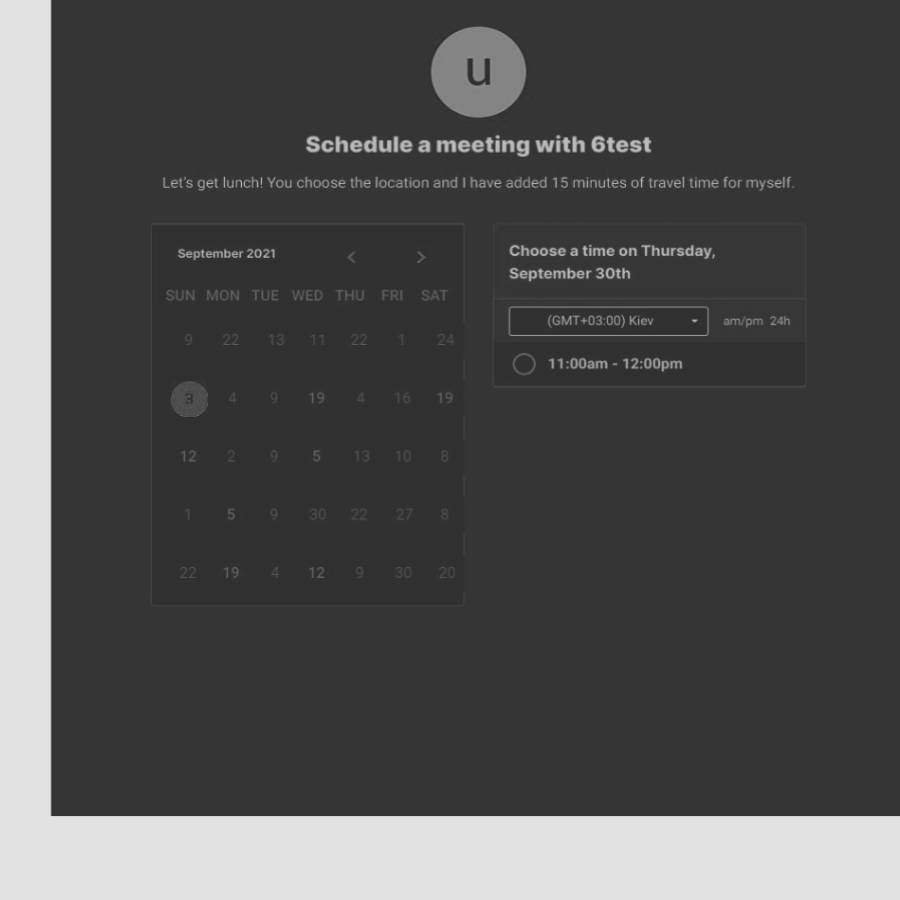 u
Schedule a meeting with 6test
Let's get lunch! You choose the location and I have added 15 minutes of travel time for myself.
September 2021 < >
SUN MON TUE WED THU FRI SAT
9 22 13 11 22 1 24
3 4 9 19 4 16 19
12 2 9 5 13 10 8
1 5 9 30 22 27 8
22 19 4 12 9 30 20
Choose a time on Thursday,
September 30th
(GMT+03:00) Kiev am/pm 24h
11:00am - 12:00pm